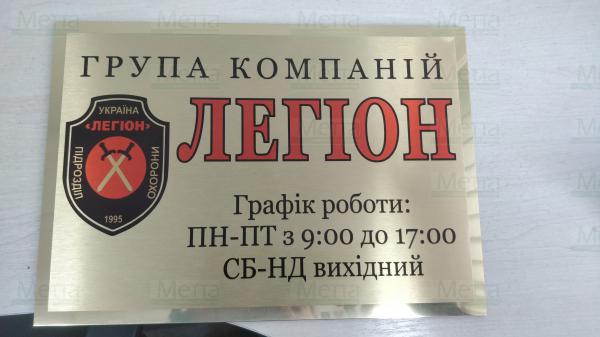 ГРУПА КОМПАНІЙ
ЛЕГІОН
УКРАЇНА
«ЛЕГІОН»
ПІДРОЗДІЛ
ОХОРОНИ
1995
Графік роботи:
ПН-ПТ з 9:00 до 17:00
СБ-НД вихідний